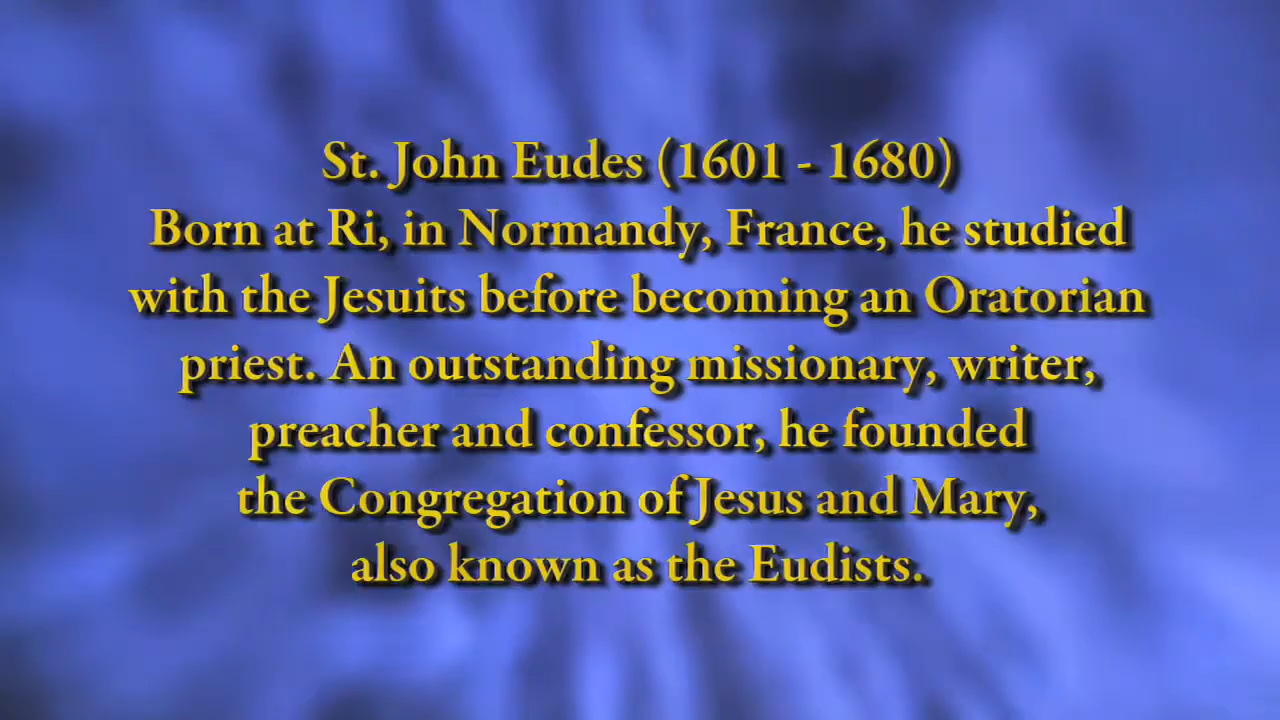 St. John Eudes (1601 - 1680)
Born at Ri, in Normandy, France, he studied
with the Jesuits before becoming an Oratorian
priest. An outstanding missionary, writer,
preacher and confessor, he founded
the Congregation of Jesus and Mary,
also known as the Eudists.